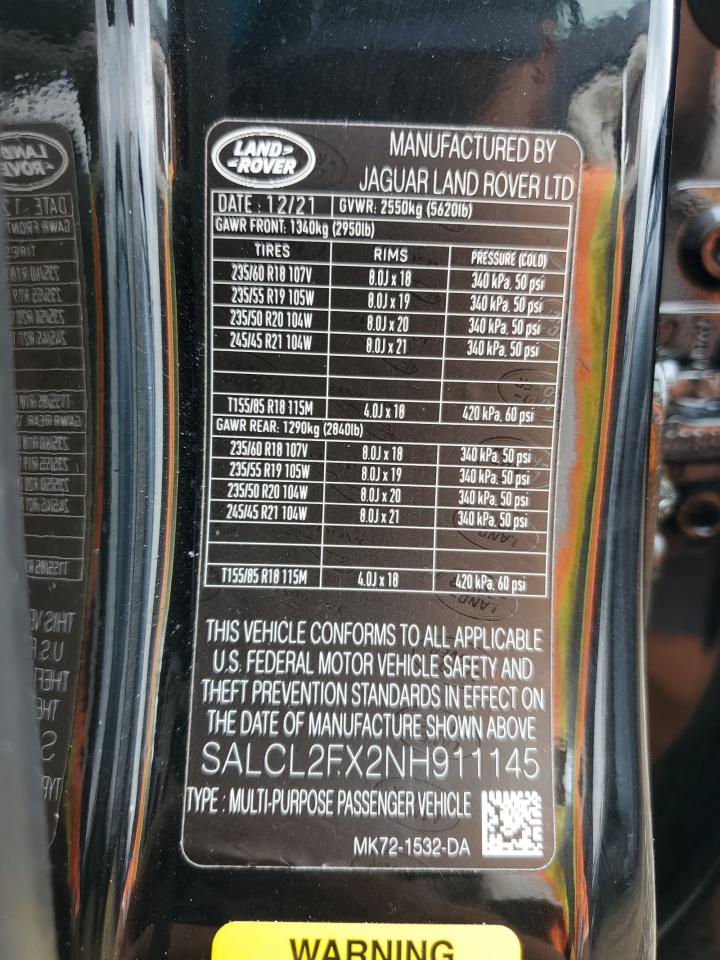 LAND
ROVER
MANUFACTURED BY
JAGUAR LAND ROVER LTD
DATE : 12/21 GVWR: 2550kg (5620lb)
GAWR FRONT: 1340kg (2950lb)
TIRES RIMS PRESSURE (COLD)
235/60 R18 107V 8.0J x 18 340 kPa, 50 psi
235/55 R19 105W 8.0J x 19 340 kPa, 50 psi
235/50 R20 104W 8.0J x 20 340 kPa, 50 psi
245/45 R21 104W 8.0J x 21 340 kPa, 50 psi
T155/85 R18 115M 4.0J x 18 420 kPa, 60 psi
GAWR REAR: 1290kg (2840lb)
235/60 R18 107V 8.0J x 18 340 kPa, 50 psi
235/55 R19 105W 8.0J x 19 340 kPa, 50 psi
235/50 R20 104W 8.0J x 20 340 kPa, 50 psi
245/45 R21 104W 8.0J x 21 340 kPa, 50 psi
T155/85 R18 115M 4.0J x 18 420 kPa, 60 psi
THIS VEHICLE CONFORMS TO ALL APPLICABLE
U.S. FEDERAL MOTOR VEHICLE SAFETY AND
THEFT PREVENTION STANDARDS IN EFFECT ON
THE DATE OF MANUFACTURE SHOWN ABOVE
SALCL2FX2NH911145
TYPE : MULTI-PURPOSE PASSENGER VEHICLE
MK72-1532-DA
WARNING